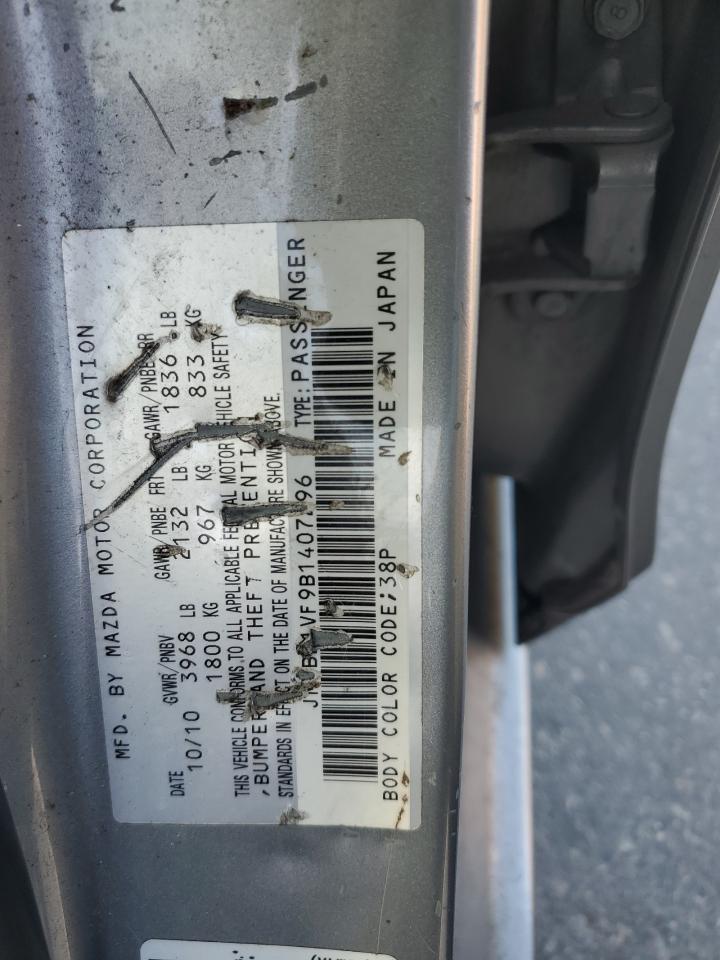 MFD. BY MAZDA MOTOR CORPORATION
DATE GVWR/PNBV GAWR/PNBE FRT GAWR/PNBE RR
10/10 3968 LB 2132 LB 1836 LB
1800 KG 967 KG 833 KG
THIS VEHICLE CONFORMS TO ALL APPLICABLE FEDERAL MOTOR VEHICLE SAFETY
, BUMPER AND THEFT PREVENTION
STANDARDS IN EFFECT ON THE DATE OF MANUFACTURE SHOWN ABOVE.
TYPE: PASSENGER
BODY COLOR CODE;38P MADE IN JAPAN
8